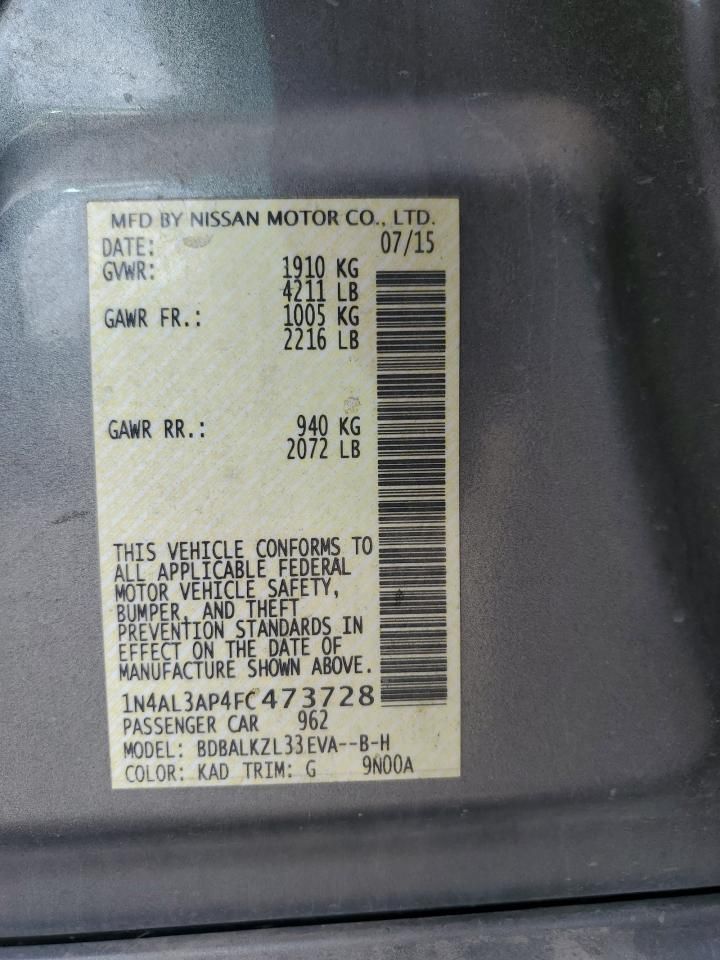 MFD BY NISSAN MOTOR CO., LTD.
DATE: 07/15
GVWR: 1910 KG
4211 LB
GAWR FR.: 1005 KG
2216 LB
GAWR RR.: 940 KG
2072 LB
THIS VEHICLE CONFORMS TO
ALL APPLICABLE FEDERAL
MOTOR VEHICLE SAFETY,
BUMPER, AND THEFT
PREVENTION STANDARDS IN
EFFECT ON THE DATE OF
MANUFACTURE SHOWN ABOVE.
1N4AL3AP4FC473728
PASSENGER CAR 962
MODEL: BDBALKZL33EVA--B-H
COLOR: KAD TRIM: G 9N00A